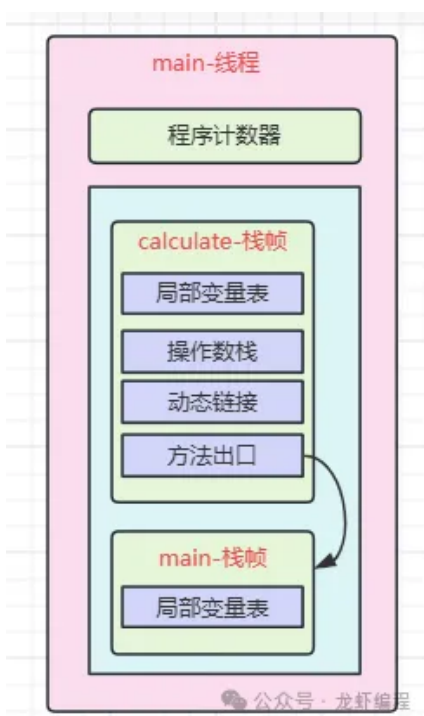 main-线程
程序计数器
calculate-栈帧
局部变量表
操作数栈
动态链接
方法出口
main-栈帧
局部变量表
公众号·龙虾编程